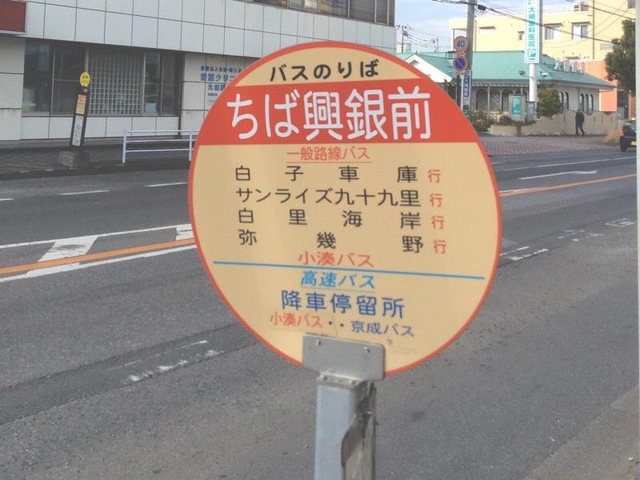 バスのりば
ちば興銀前
一般路線バス
白子車庫行
サンライズ九十九里行
白里海岸行
弥幾野行
小湊バス
高速バス
降車停留所
小湊バス・・京成バス
40